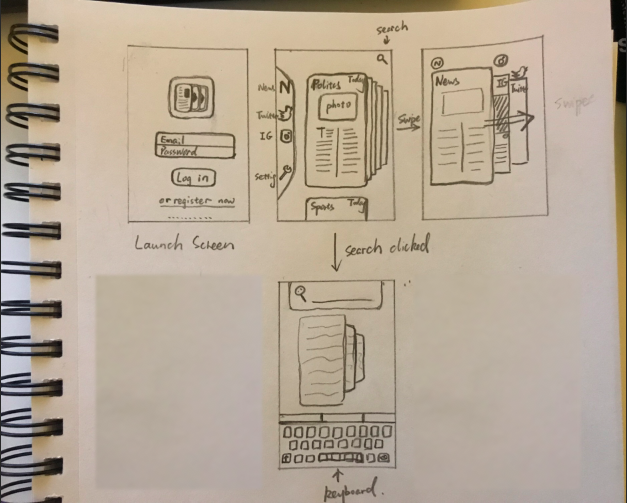 search
Email
Password
Log in
or register now
Launch Screen
News
N
Twitter
IG
Setting
Politics Today
photo
T
Sports Today
swipe
N
News
IG
Twitter
swipe
search clicked
keyboard.